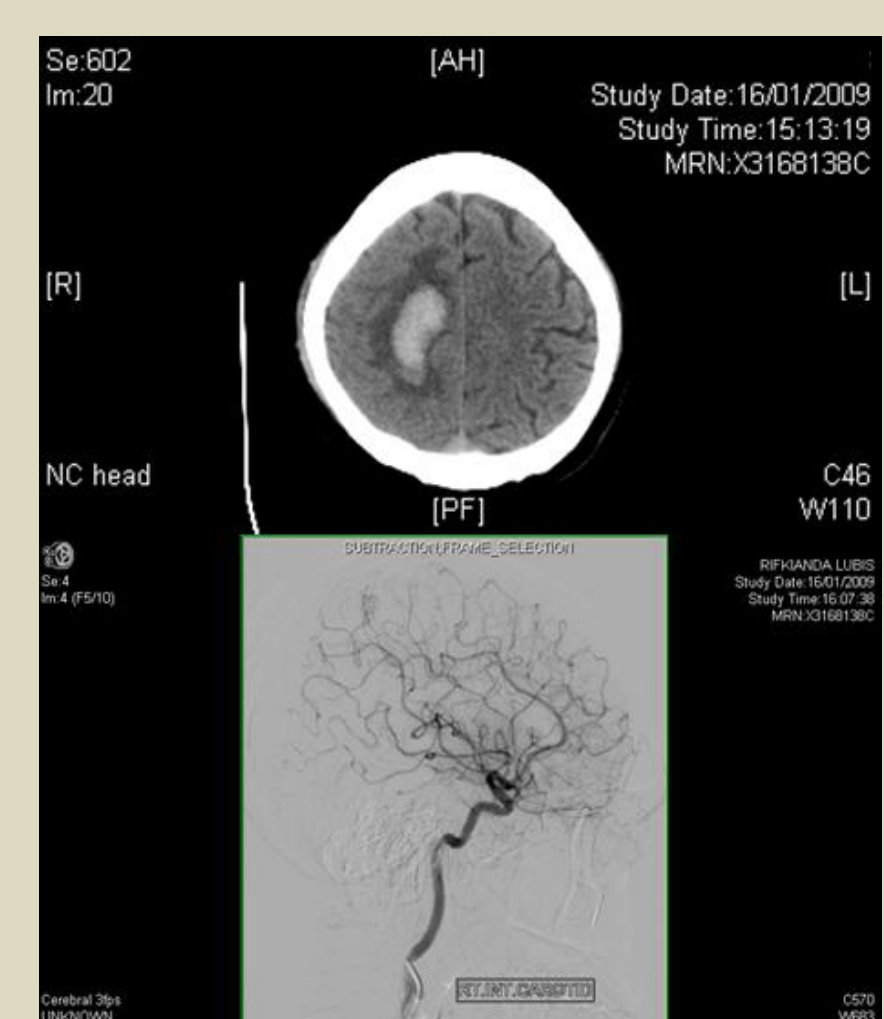 Se:602
Im:20
[AH]
Study Date:16/01/2009
Study Time:15:13:19
MRN:X3168138C
[R]
[L]
NC head
[PF]
C46
W110
Se:4
Im:4 (F5/10)
SUBTRACTION,FRAME_SELECTION
RIFKIANDA LUBIS
Study Date:16/01/2009
Study Time:16:07:38
MRN:X3168138C
RT.INT.CAROTID
Cerebral 3fps
UNKNOWN
C570
W683